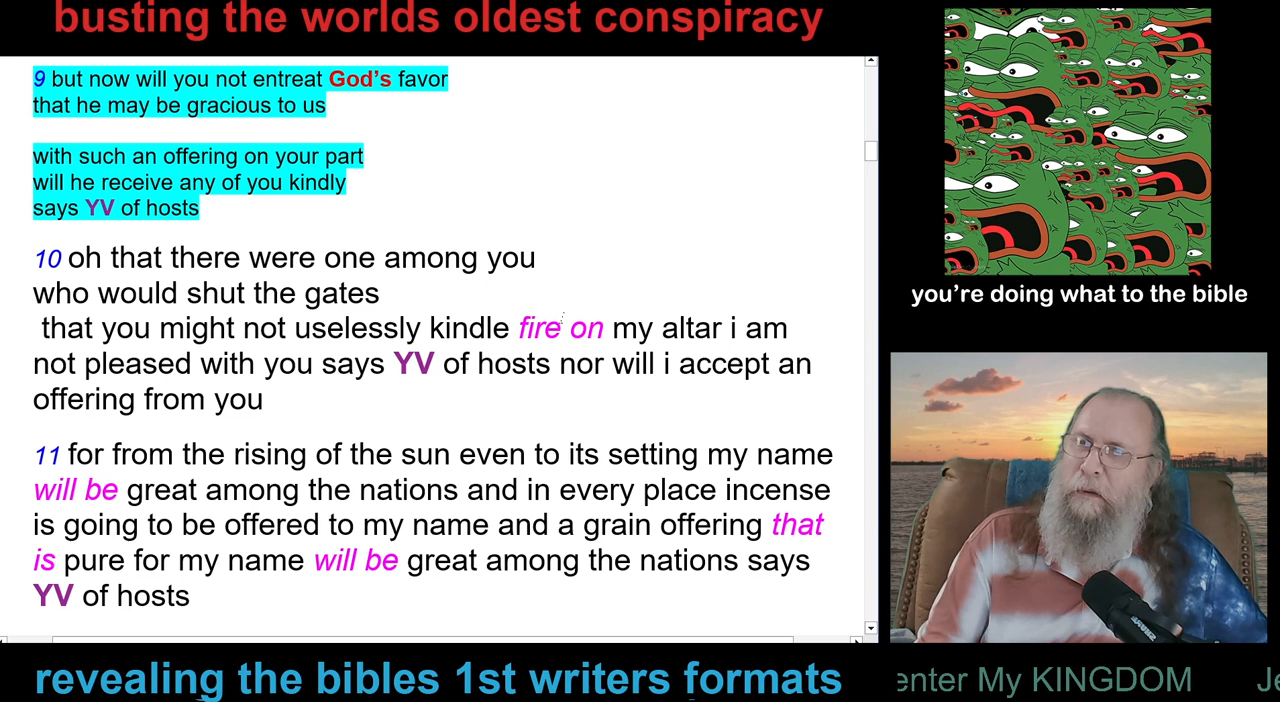 busting the worlds oldest conspiracy
9 but now will you not entreat God's favor
that he may be gracious to us
with such an offering on your part
will he receive any of you kindly
says YV of hosts
10 oh that there were one among you
who would shut the gates
that you might not uselessly kindle fire on my altar i am
not pleased with you says YV of hosts nor will i accept an
offering from you
11 for from the rising of the sun even to its setting my name
will be great among the nations and in every place incense
is going to be offered to my name and a grain offering that
is pure for my name will be great among the nations says
YV of hosts
you're doing what to the bible
revealing the bibles 1st writers formats
enter My KINGDOM